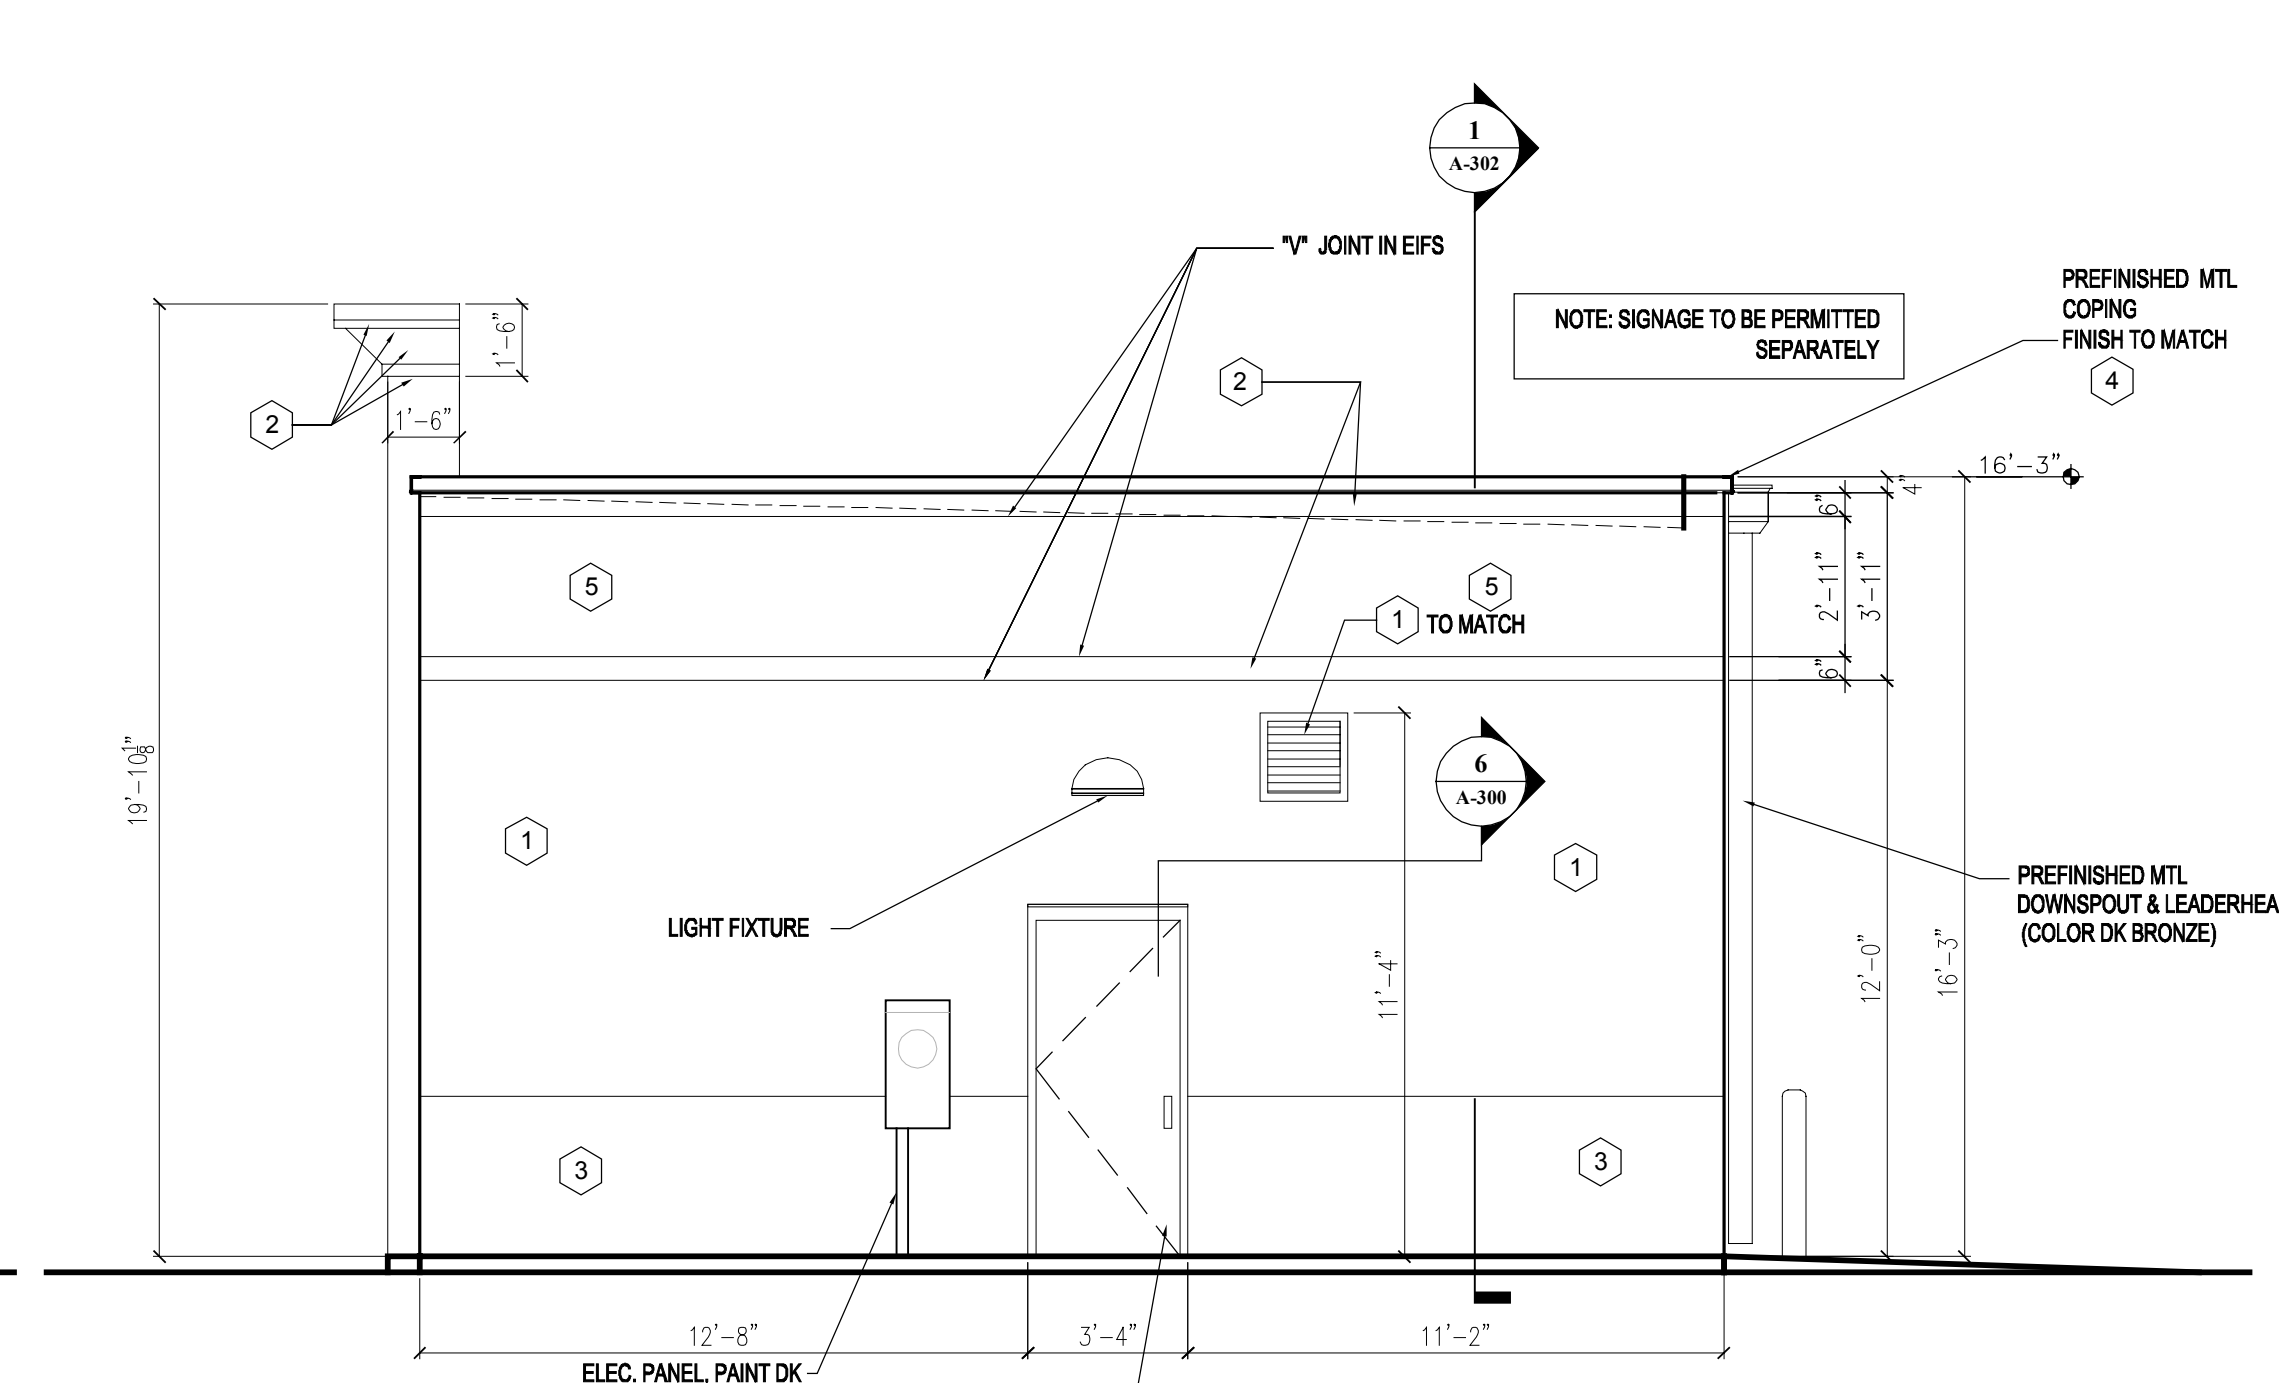 1
A-302
"V" JOINT IN EIFS
PREFINISHED MTL
COPING
FINISH TO MATCH
4
NOTE: SIGNAGE TO BE PERMITTED
SEPARATELY
1'-6"
2
1'-6"
2
16'-3"
4"
6"
5
5
2'-11"
3'-11"
1 TO MATCH
6"
19'-10 1/8"
6
A-300
1
1
PREFINISHED MTL
DOWNSPOUT & LEADERHEA
(COLOR DK BRONZE)
LIGHT FIXTURE
11'-4"
12'-0"
16'-3"
3
3
12'-8"
3'-4"
11'-2"
ELEC. PANEL, PAINT DK